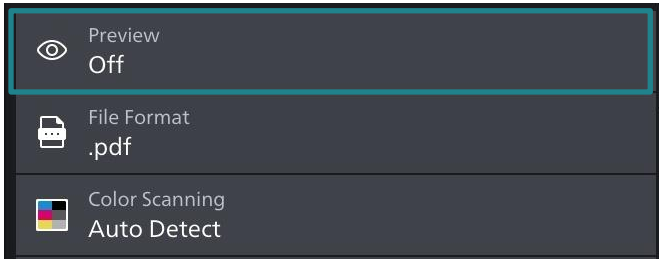 Preview
Off
File Format
.pdf
Color Scanning
Auto Detect